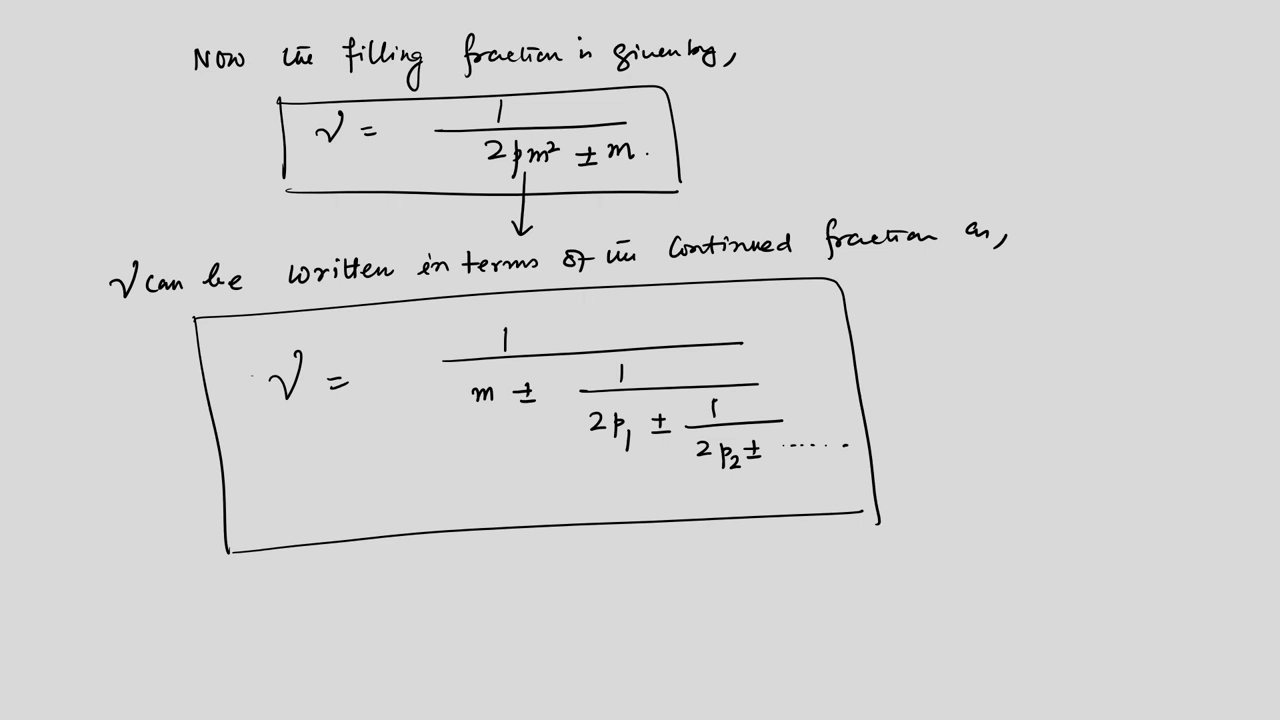 Now the filling fraction is given by,
ν = 1 / (2pm² ± m).
ν can be written in terms of the continued fraction as,
ν = 1 / (m ± 1 / (2p₁ ± 1 / (2p₂ ± ......)))